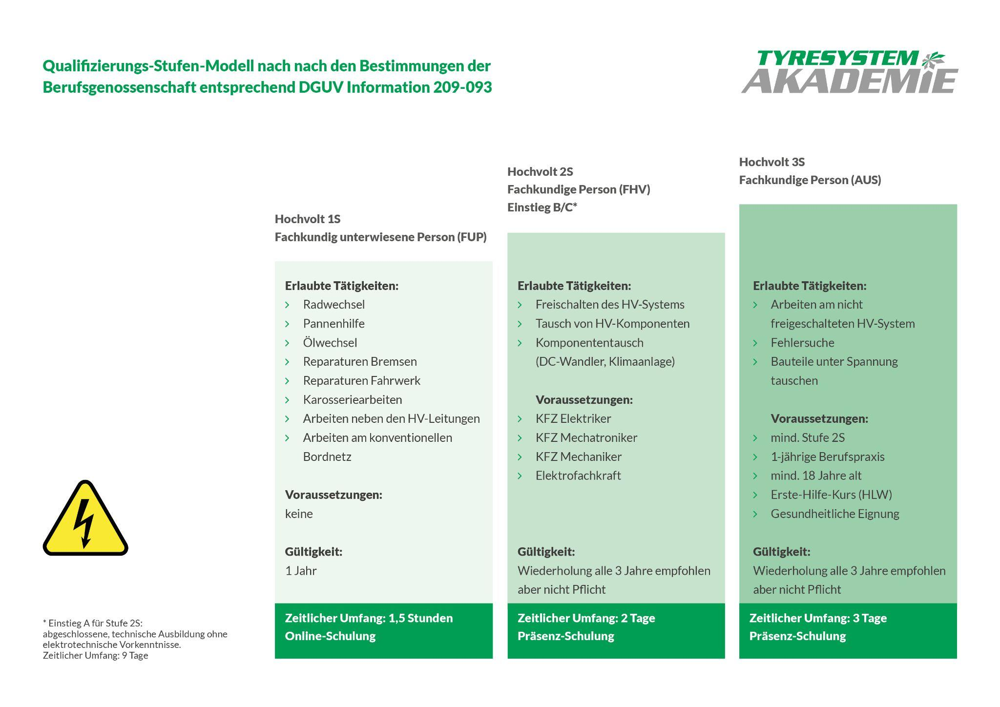 Qualifizierungs-Stufen-Modell nach nach den Bestimmungen der
Berufsgenossenschaft entsprechend DGUV Information 209-093
TYRESYSTEM
AKADEMIE
Hochvolt 1S
Fachkundig unterwiesene Person (FUP)
Erlaubte Tätigkeiten:
Radwechsel
Pannenhilfe
Ölwechsel
Reparaturen Bremsen
Reparaturen Fahrwerk
Karosseriearbeiten
Arbeiten neben den HV-Leitungen
Arbeiten am konventionellen
Bordnetz
Voraussetzungen:
keine
Gültigkeit:
1 Jahr
Zeitlicher Umfang: 1,5 Stunden
Online-Schulung
Hochvolt 2S
Fachkundige Person (FHV)
Einstieg B/C*
Erlaubte Tätigkeiten:
Freischalten des HV-Systems
Tausch von HV-Komponenten
Komponententausch
(DC-Wandler, Klimaanlage)
Voraussetzungen:
KFZ Elektriker
KFZ Mechatroniker
KFZ Mechaniker
Elektrofachkraft
Gültigkeit:
Wiederholung alle 3 Jahre empfohlen
aber nicht Pflicht
Zeitlicher Umfang: 2 Tage
Präsenz-Schulung
Hochvolt 3S
Fachkundige Person (AUS)
Erlaubte Tätigkeiten:
Arbeiten am nicht
freigeschalteten HV-System
Fehlersuche
Bauteile unter Spannung
tauschen
Voraussetzungen:
mind. Stufe 2S
1-jährige Berufspraxis
mind. 18 Jahre alt
Erste-Hilfe-Kurs (HLW)
Gesundheitliche Eignung
Gültigkeit:
Wiederholung alle 3 Jahre empfohlen
aber nicht Pflicht
Zeitlicher Umfang: 3 Tage
Präsenz-Schulung
* Einstieg A für Stufe 2S:
abgeschlossene, technische Ausbildung ohne
elektrotechnische Vorkenntnisse.
Zeitlicher Umfang: 9 Tage